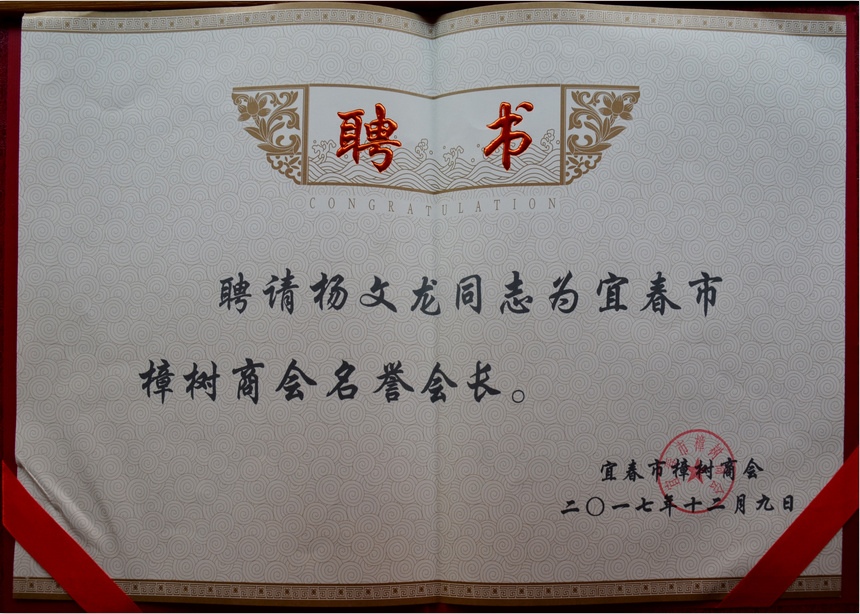 聘 书
CONGRATULATION
聘请杨文龙同志为宜春市
樟树商会名誉会长。
宜春市樟树商会
二〇一七年十二月九日